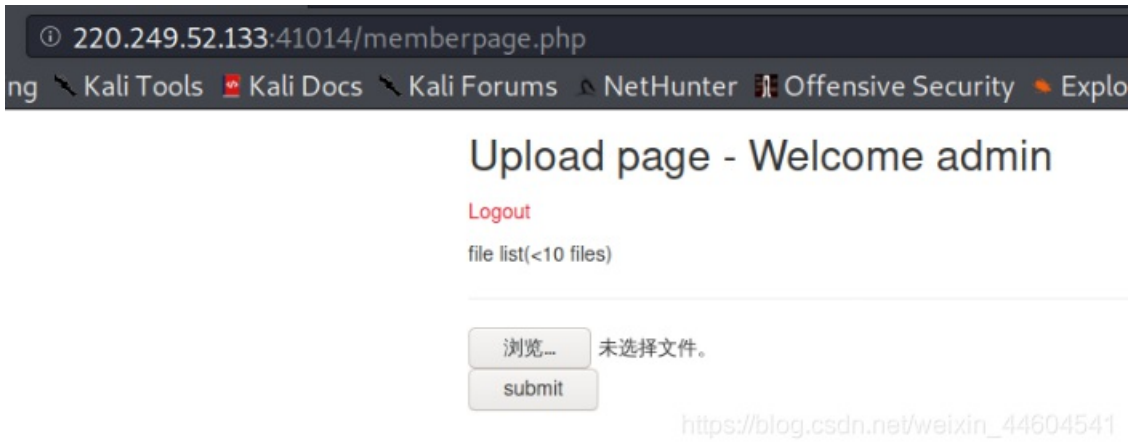 220.249.52.133:41014/memberpage.php
ng Kali Tools Kali Docs Kali Forums NetHunter Offensive Security Explo
Upload page - Welcome admin
Logout
file list(<10 files)
浏览… 未选择文件。
submit
https://blog.csdn.net/weixin_44604541